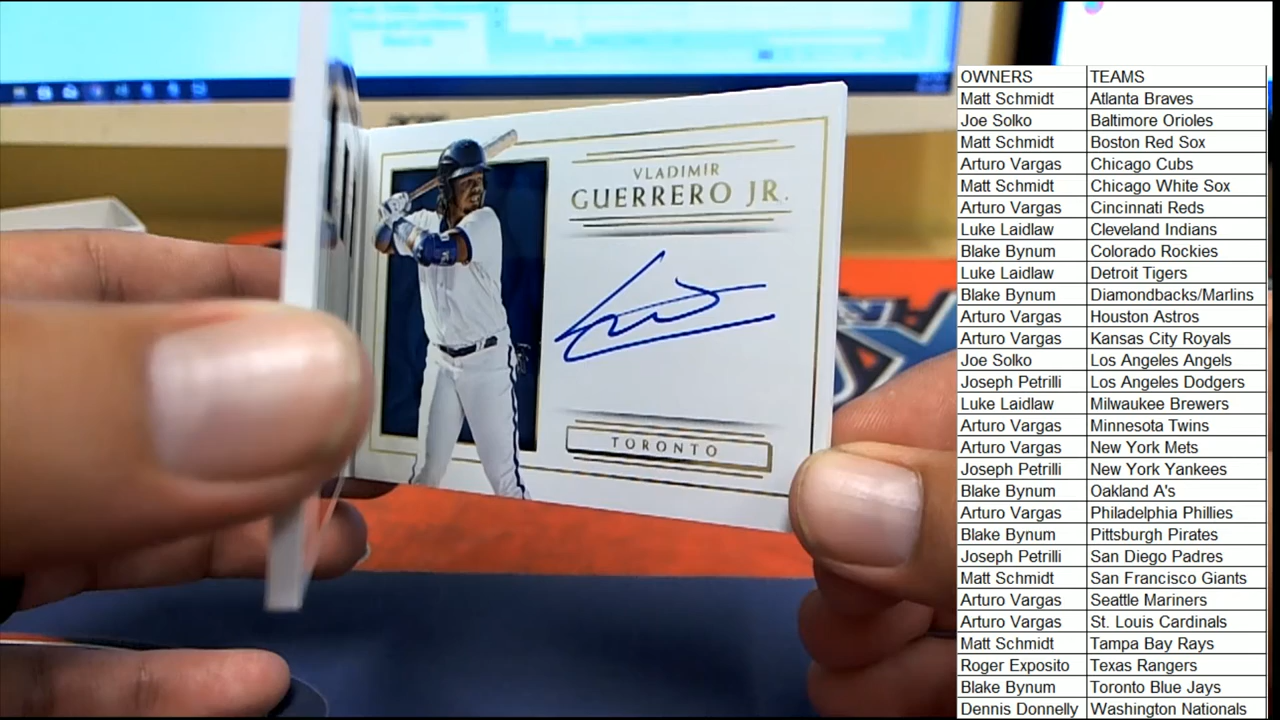 VLADIMIR
GUERRERO JR.
TORONTO
OWNERS TEAMS
Matt Schmidt Atlanta Braves
Joe Solko Baltimore Orioles
Matt Schmidt Boston Red Sox
Arturo Vargas Chicago Cubs
Matt Schmidt Chicago White Sox
Arturo Vargas Cincinnati Reds
Luke Laidlaw Cleveland Indians
Blake Bynum Colorado Rockies
Luke Laidlaw Detroit Tigers
Blake Bynum Diamondbacks/Marlins
Arturo Vargas Houston Astros
Arturo Vargas Kansas City Royals
Joe Solko Los Angeles Angels
Joseph Petrilli Los Angeles Dodgers
Luke Laidlaw Milwaukee Brewers
Arturo Vargas Minnesota Twins
Arturo Vargas New York Mets
Joseph Petrilli New York Yankees
Blake Bynum Oakland A's
Arturo Vargas Philadelphia Phillies
Blake Bynum Pittsburgh Pirates
Joseph Petrilli San Diego Padres
Matt Schmidt San Francisco Giants
Arturo Vargas Seattle Mariners
Arturo Vargas St. Louis Cardinals
Matt Schmidt Tampa Bay Rays
Roger Exposito Texas Rangers
Blake Bynum Toronto Blue Jays
Dennis Donnelly Washington Nationals